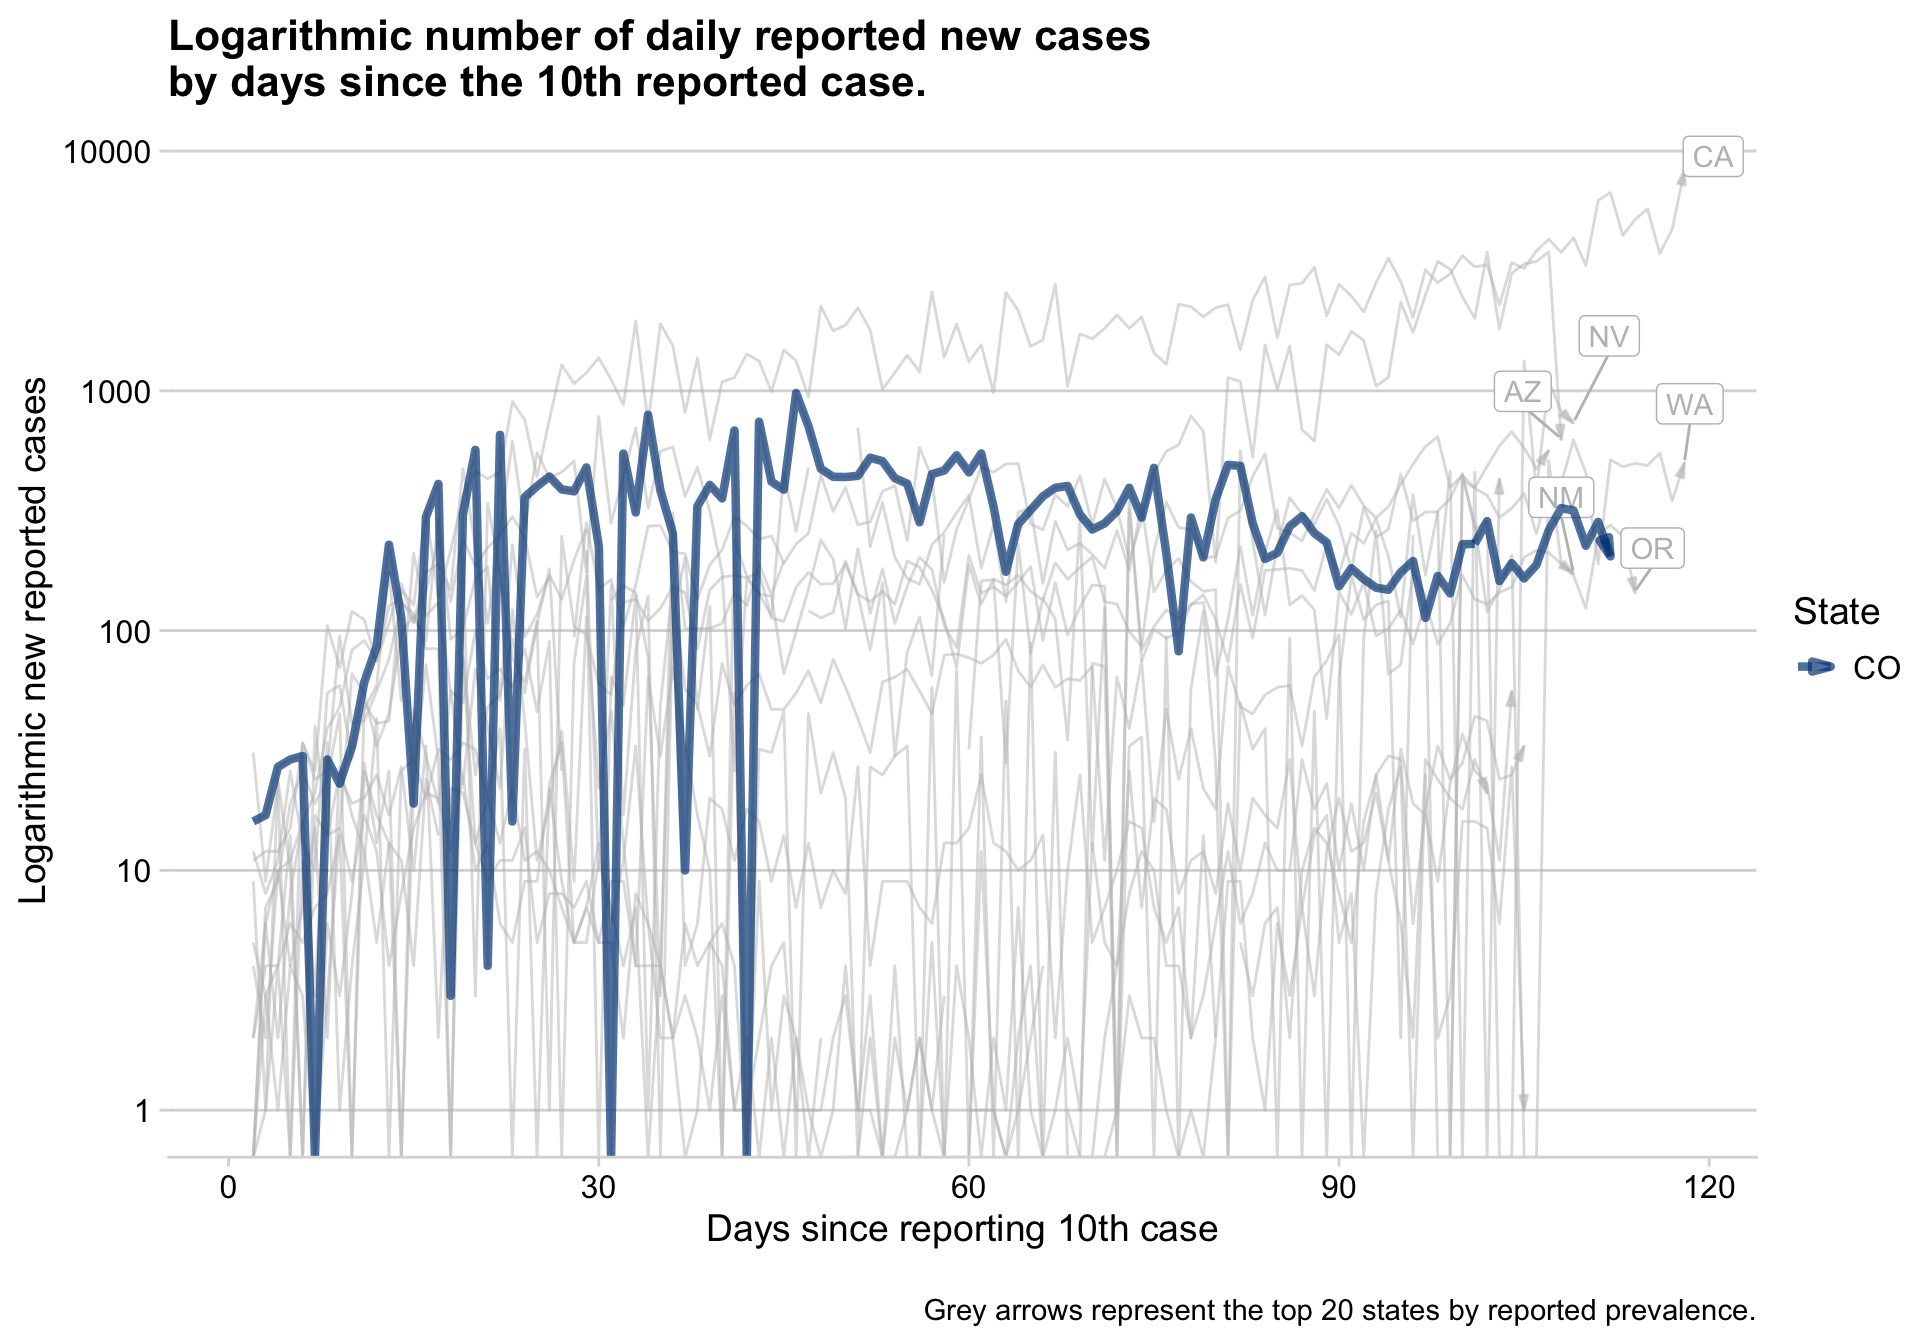 Logarithmic number of daily reported new cases
by days since the 10th reported case.
10000
1000
100
10
1
Logarithmic new reported cases
CA
NV
AZ
WA
NM
OR
State
CO
0
30
60
90
120
Days since reporting 10th case
Grey arrows represent the top 20 states by reported prevalence.